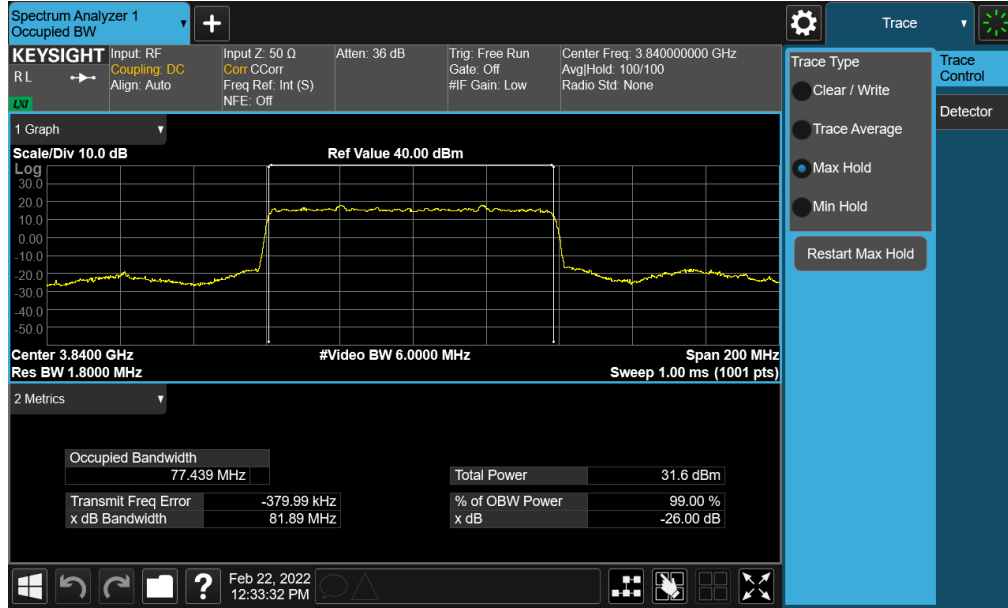 Spectrum Analyzer 1
Occupied BW
Trace
KEYSIGHT
R L
LXI
Input: RF
Coupling: DC
Align: Auto
Input Z: 50 Ω
Corr CCorr
Freq Ref: Int (S)
NFE: Off
Atten: 36 dB
Trig: Free Run
Gate: Off
#IF Gain: Low
Center Freq: 3.840000000 GHz
Avg|Hold: 100/100
Radio Std: None
Trace Type
Clear / Write
Trace Average
Max Hold
Min Hold
Restart Max Hold
Trace
Control
Detector
1 Graph
Scale/Div 10.0 dB
Ref Value 40.00 dBm
Log
30.0
20.0
10.0
0.00
-10.0
-20.0
-30.0
-40.0
-50.0
Center 3.8400 GHz
#Video BW 6.0000 MHz
Span 200 MHz
Res BW 1.8000 MHz
Sweep 1.00 ms (1001 pts)
2 Metrics
Occupied Bandwidth
77.439 MHz
Total Power 31.6 dBm
Transmit Freq Error -379.99 kHz
% of OBW Power 99.00 %
x dB Bandwidth 81.89 MHz
x dB -26.00 dB
?
Feb 22, 2022
12:33:32 PM